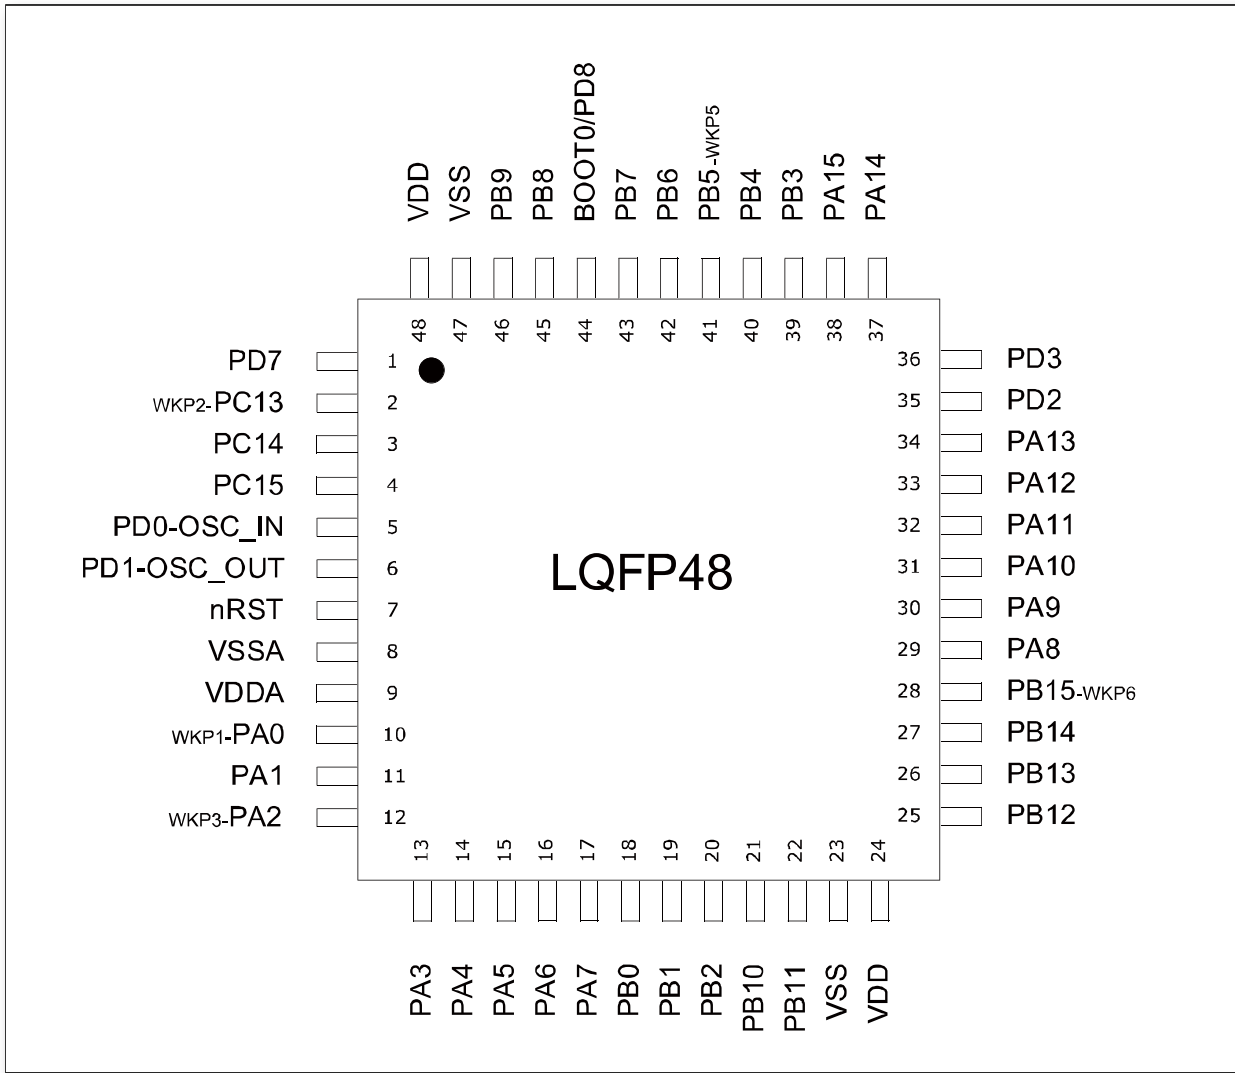 VDD
VSS
PB9
PB8
BOOT0/PD8
PB7
PB6
PB5-WKP5
PB4
PB3
PA15
PA14
48
47
46
45
44
43
42
41
40
39
38
37
PD7 1
WKP2-PC13 2
PC14 3
PC15 4
PD0-OSC_IN 5
PD1-OSC_OUT 6
nRST 7
VSSA 8
VDDA 9
WKP1-PA0 10
PA1 11
WKP3-PA2 12
LQFP48
36 PD3
35 PD2
34 PA13
33 PA12
32 PA11
31 PA10
30 PA9
29 PA8
28 PB15-WKP6
27 PB14
26 PB13
25 PB12
13
14
15
16
17
18
19
20
21
22
23
24
PA3
PA4
PA5
PA6
PA7
PB0
PB1
PB2
PB10
PB11
VSS
VDD